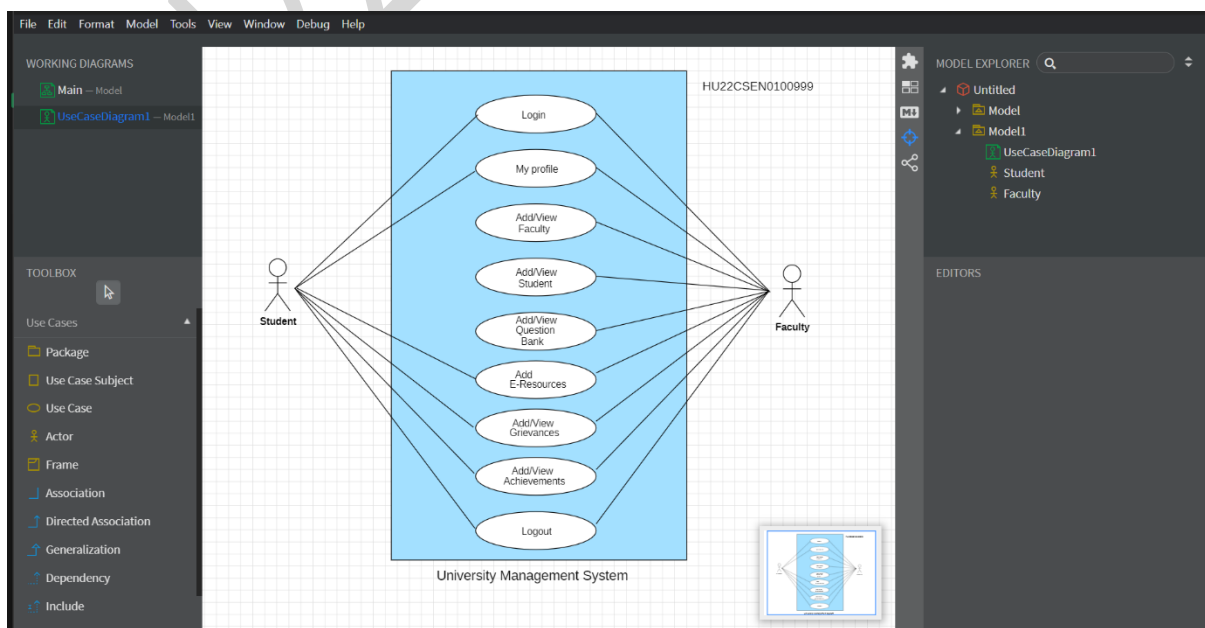 File Edit Format Model Tools View Window Debug Help
WORKING DIAGRAMS
Main — Model
UseCaseDiagram1 — Model1
TOOLBOX
Use Cases
Package
Use Case Subject
Use Case
Actor
Frame
Association
Directed Association
Generalization
Dependency
Include
HU22CSEN0100999
Login
My profile
Add/View
Faculty
Add/View
Student
Add/View
Question
Bank
Add
E-Resources
Add/View
Grievances
Add/View
Achievements
Logout
Student
Faculty
University Management System
MODEL EXPLORER
Untitled
Model
Model1
UseCaseDiagram1
Student
Faculty
EDITORS